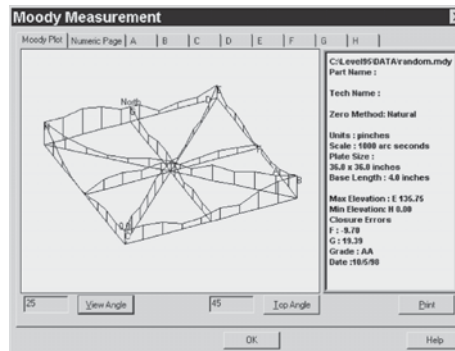 Moody Measurement
Moody Plot Numeric Page A B C D E F G H
North
C:\Level95\DATA\random.mdy
Part Name :
Tech Name :
Zero Method: Natural
Units : µinches
Scale : 1000 arc seconds
Plate Size :
36.0 x 36.0 inches
Base Length : 4.0 inches
Max Elevation : E 135.75
Min Elevation: H 0.00
Closure Errors
F : -9.70
G : 19.39
Grade : AA
Date :10/5/98
25 View Angle 45 Top Angle Print
OK Help